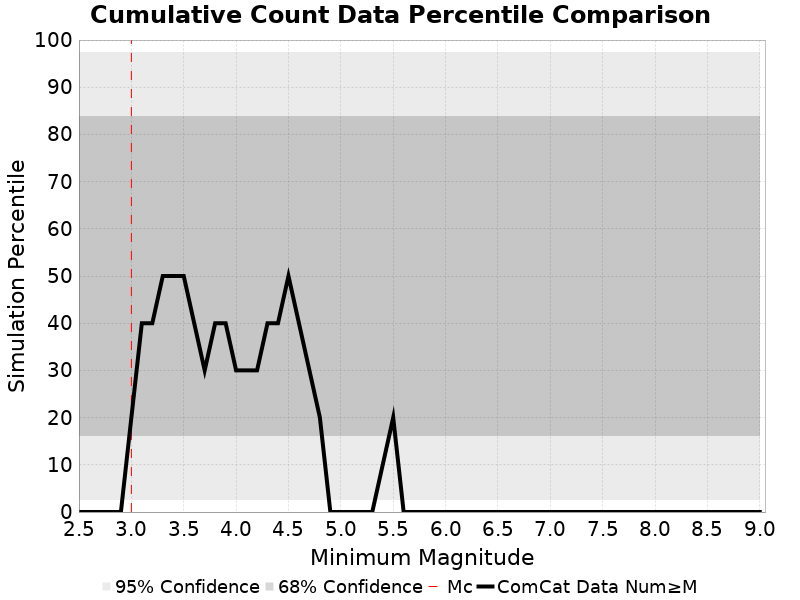 Cumulative Count Data Percentile Comparison
100
90
80
70
60
50
40
30
20
10
0
Simulation Percentile
2.5 3.0 3.5 4.0 4.5 5.0 5.5 6.0 6.5 7.0 7.5 8.0 8.5 9.0
Minimum Magnitude
95% Confidence 68% Confidence Mc ComCat Data Num≥M